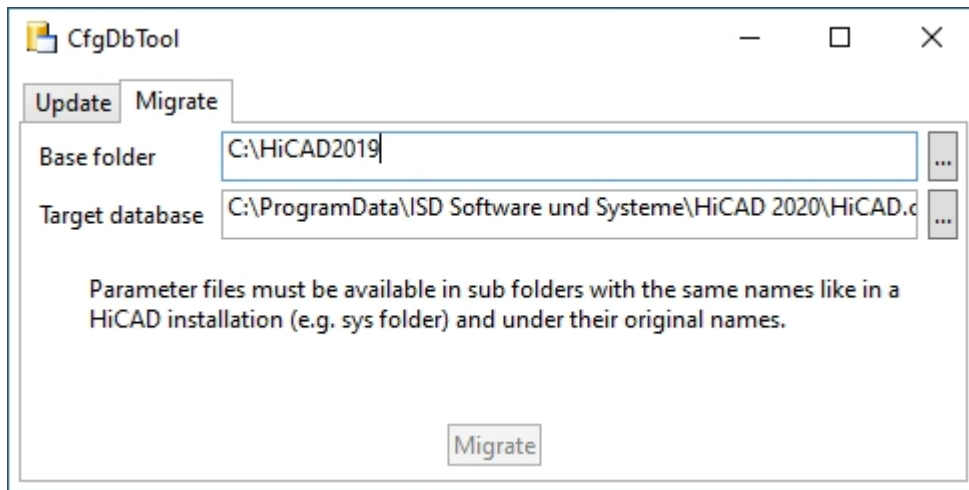 CfgDbTool
Update Migrate
Base folder C:\HiCAD2019 ...
Target database C:\ProgramData\ISD Software und Systeme\HiCAD 2020\HiCAD.c ...
Parameter files must be available in sub folders with the same names like in a
HiCAD installation (e.g. sys folder) and under their original names.
Migrate